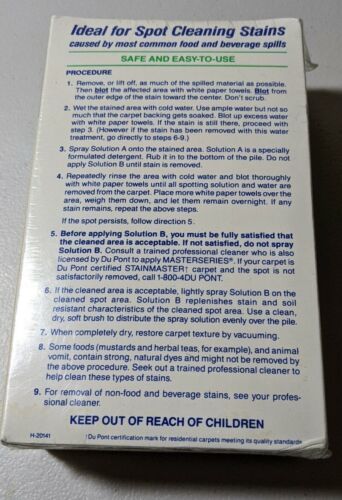 Ideal for Spot Cleaning Stains
caused by most common food and beverage spills
SAFE AND EASY-TO-USE
PROCEDURE
1. Remove, or lift off, as much of the spilled material as possible.
Then blot the affected area with white paper towels. Blot from
the outer edge of the stain toward the center. Don't scrub.
2. Wet the stained area with cold water. Use ample water but not so
much that the carpet backing gets soaked. Blot up excess water
with white paper towels. If the stain is still there, proceed with
step 3. (However if the stain has been removed with this water
treatment, go directly to steps 6-9.)
3. Spray Solution A onto the stained area. Solution A is a specially
formulated detergent. Rub it in to the bottom of the pile. Do not apply
Solution B until stain is removed.
4. Repeatedly rinse the area with cold water and blot thoroughly
with white paper towels until all spotting solution and water are
removed from the carpet. Place more white paper towels over the
area, weigh them down, and let them remain overnight. If any
stain remains, repeat the above steps.
If the spot persists, follow direction 5.
5. Before applying Solution B, you must be fully satisfied that
the cleaned area is acceptable. If not satisfied, do not spray
Solution B. Consult a trained professional cleaner who is also
licensed by Du Pont to apply MASTERSERIES®. If your carpet is
Du Pont certified STAINMASTER† carpet and the spot is not
satisfactorily removed, call 1-800-4DU PONT.
6. If the cleaned area is acceptable, lightly spray Solution B on the
cleaned spot area. Solution B replenishes stain and soil
resistant characteristics of the cleaned spot area. Use a clean,
dry, soft brush to distribute the spray solution evenly over the pile.
7. When completely dry, restore carpet texture by vacuuming.
8. Some foods (mustards and herbal teas, for example), and animal
vomit, contain strong, natural dyes and might not be removed by
the above procedure. Seek out a trained professional cleaner to
help clean these types of stains.
9. For removal of non-food and beverage stains, see your profes-
sional cleaner.
KEEP OUT OF REACH OF CHILDREN
H-20141
†Du Pont certification mark for residential carpets meeting its quality standards